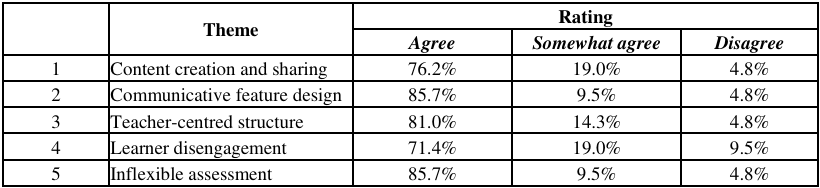 Theme Rating
Agree Somewhat agree Disagree
1 Content creation and sharing 76.2% 19.0% 4.8%
2 Communicative feature design 85.7% 9.5% 4.8%
3 Teacher-centred structure 81.0% 14.3% 4.8%
4 Learner disengagement 71.4% 19.0% 9.5%
5 Inflexible assessment 85.7% 9.5% 4.8%